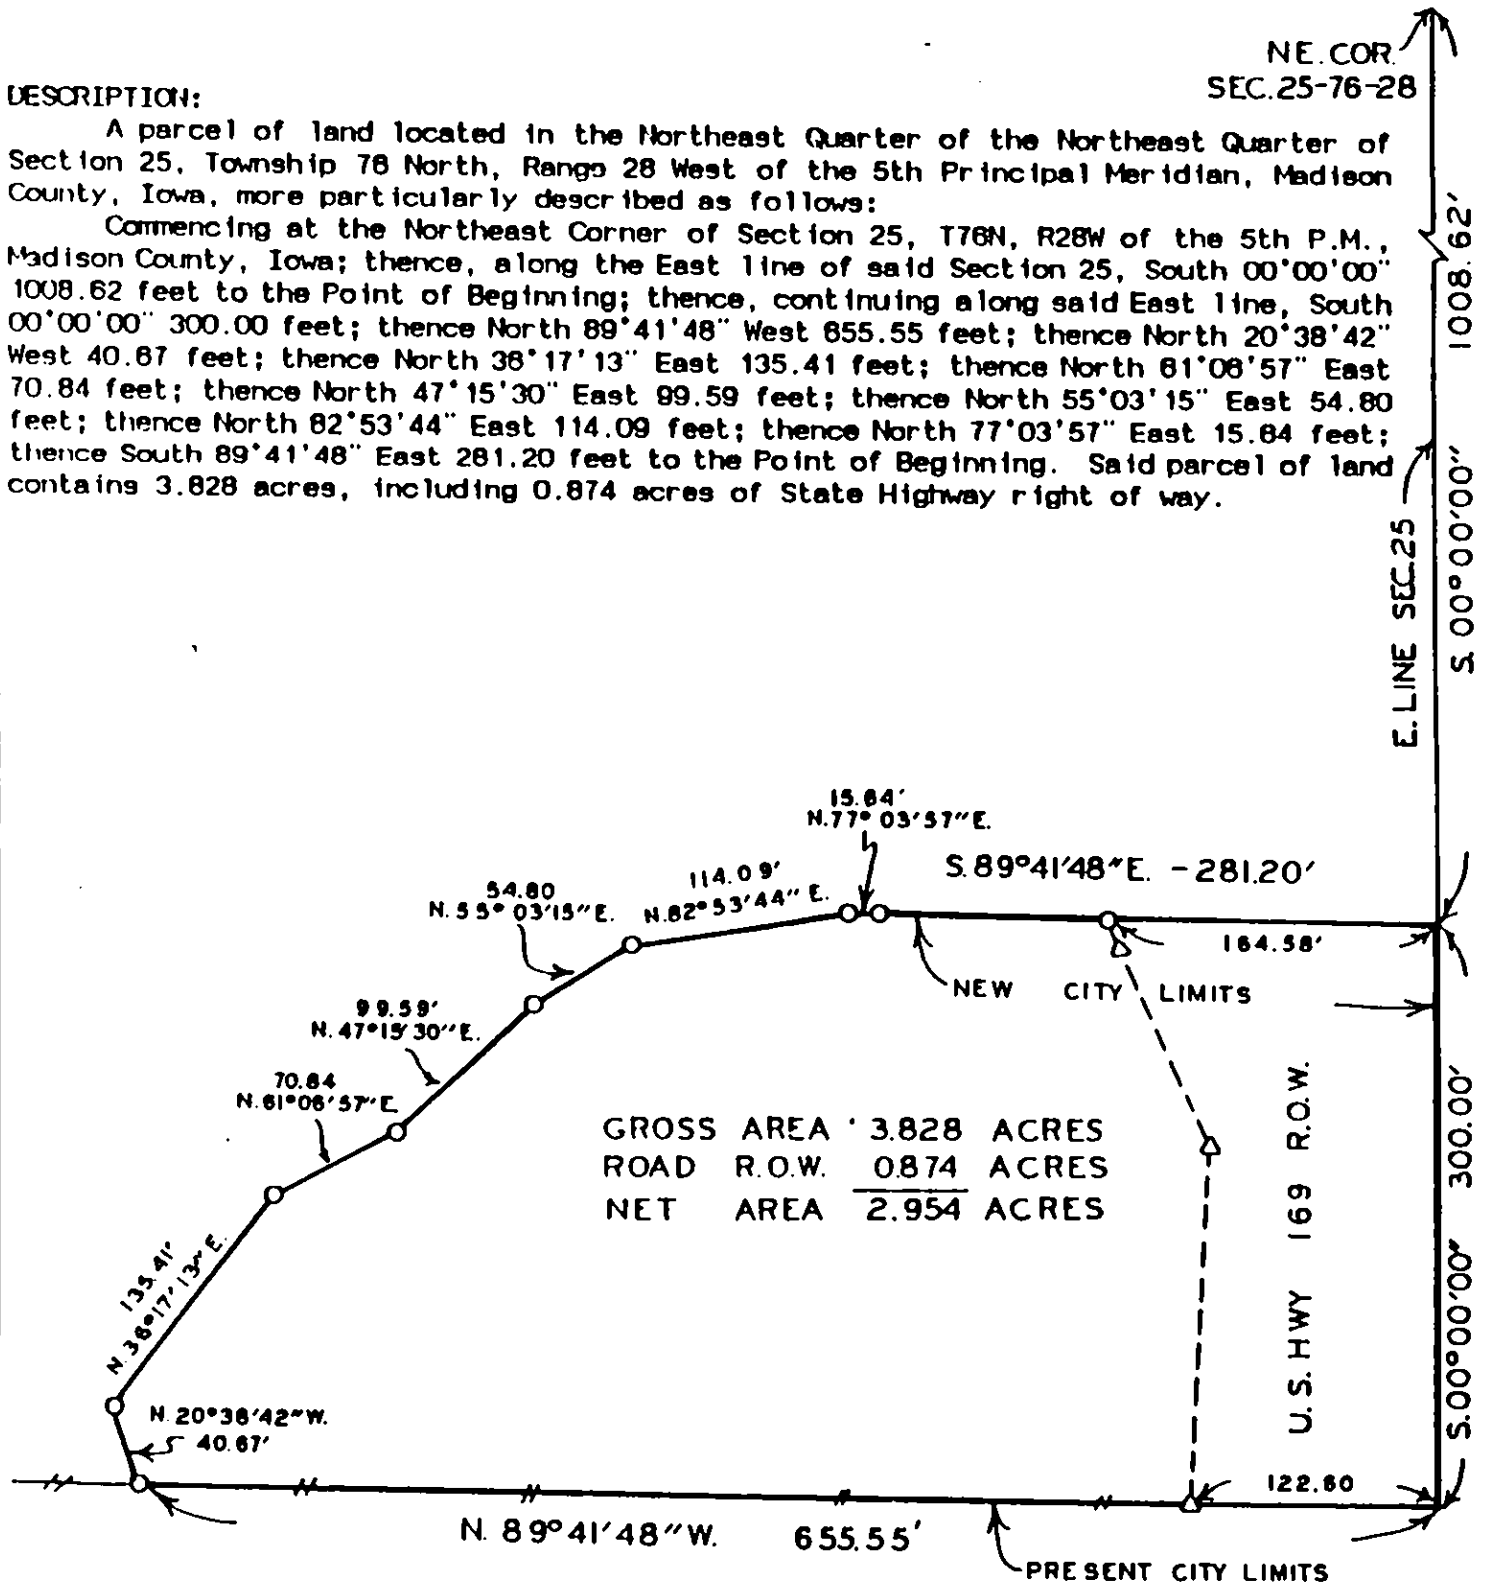 NE. COR.
SEC. 25-76-28
DESCRIPTION:
A parcel of land located in the Northeast Quarter of the Northeast Quarter of
Section 25, Township 76 North, Range 28 West of the 5th Principal Meridian, Madison
County, Iowa, more particularly described as follows:
Commencing at the Northeast Corner of Section 25, T76N, R28W of the 5th P.M.,
Madison County, Iowa; thence, along the East line of said Section 25, South 00°00'00"
1008.62 feet to the Point of Beginning; thence, continuing along said East line, South
00°00'00" 300.00 feet; thence North 89°41'48" West 655.55 feet; thence North 20°38'42"
West 40.67 feet; thence North 36°17'13" East 135.41 feet; thence North 61°06'57" East
70.84 feet; thence North 47°15'30" East 99.59 feet; thence North 55°03'15" East 54.80
feet; thence North 82°53'44" East 114.09 feet; thence North 77°03'57" East 15.64 feet;
thence South 89°41'48" East 281.20 feet to the Point of Beginning. Said parcel of land
contains 3.828 acres, including 0.874 acres of State Highway right of way.
S. 00°00'00" 1008.62'
E. LINE SEC. 25
15.64'
N. 77° 03' 57" E.
S. 89°41'48" E. - 281.20'
114.09'
N. 82° 53' 44" E.
54.80
N. 55° 03' 15" E.
164.58'
NEW CITY LIMITS
99.59'
N. 47°15'30" E.
70.84
N. 61°06'57" E.
GROSS AREA 3.828 ACRES
ROAD R.O.W. 0.874 ACRES
NET AREA 2.954 ACRES
U.S. HWY 169 R.O.W.
S. 00°00'00" 300.00'
135.41'
N. 36°17'13" E.
N. 20°38'42" W.
40.67'
122.60
N. 89°41'48" W. 655.55'
PRESENT CITY LIMITS